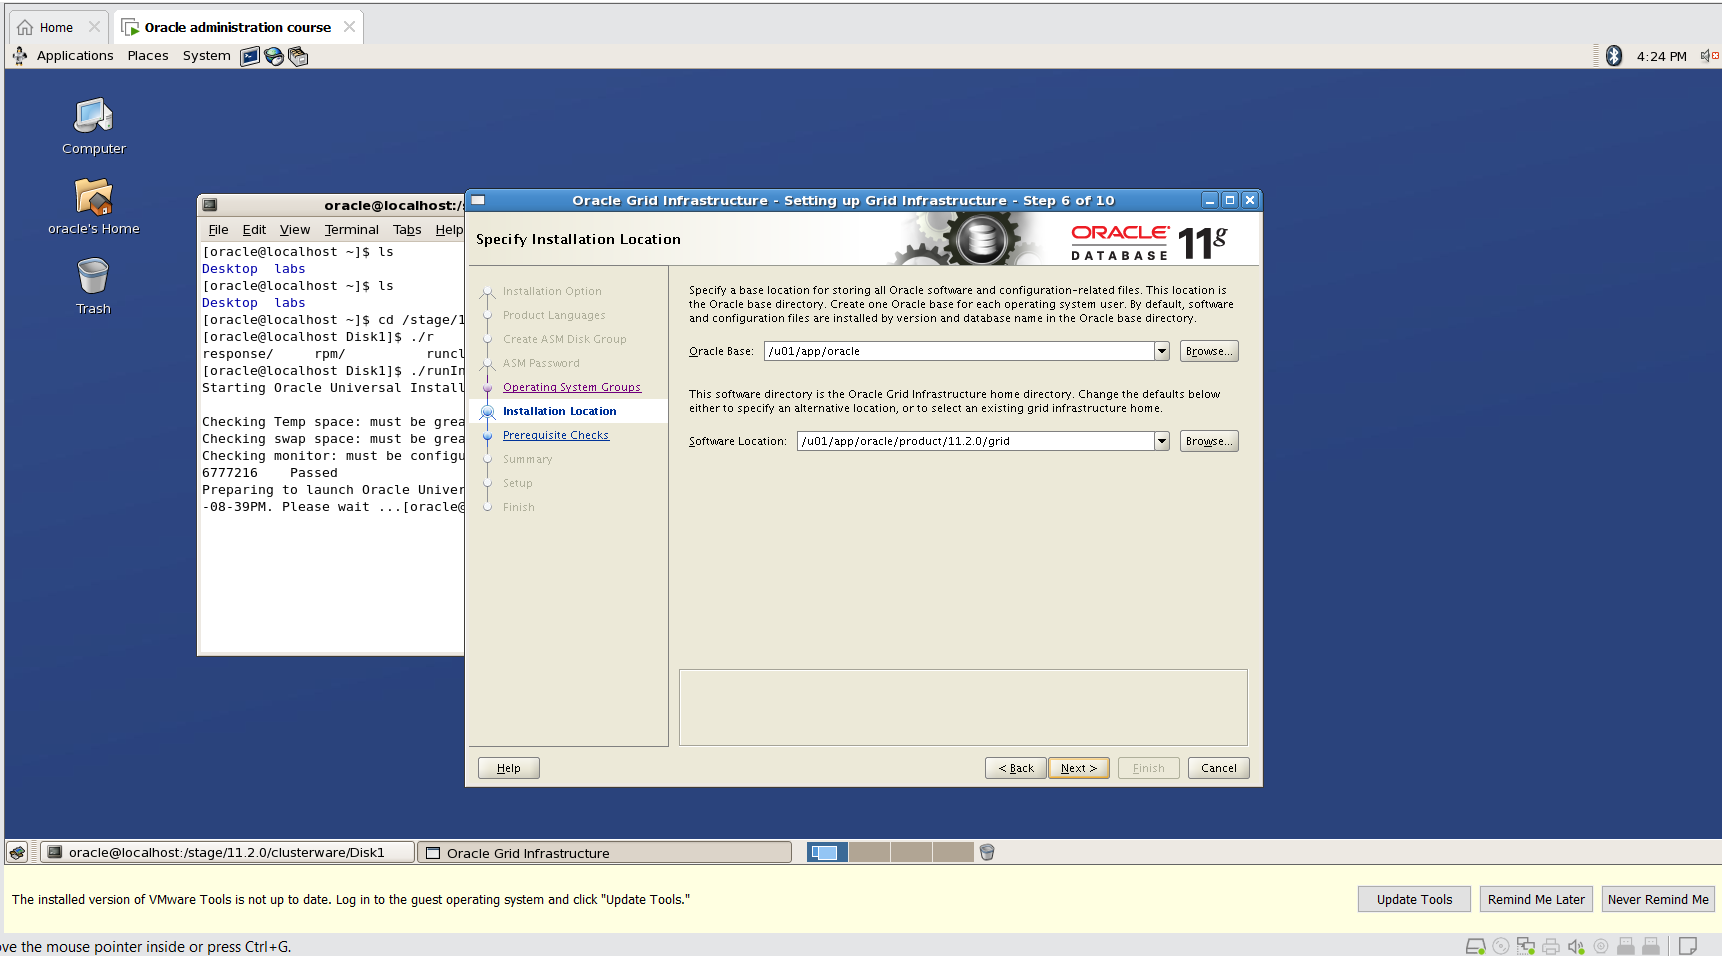 Home
Oracle administration course
Applications Places System
4:24 PM
Computer
oracle's Home
Trash
oracle@localhost:/s
File Edit View Terminal Tabs Help
[oracle@localhost ~]$ ls
Desktop labs
[oracle@localhost ~]$ ls
Desktop labs
[oracle@localhost ~]$ cd /stage/1
[oracle@localhost Disk1]$ ./r
response/ rpm/ runcl
[oracle@localhost Disk1]$ ./runIn
Starting Oracle Universal Install
Checking Temp space: must be grea
Checking swap space: must be grea
Checking monitor: must be configu
6777216 Passed
Preparing to launch Oracle Univer
-08-39PM. Please wait ...[oracle@
Oracle Grid Infrastructure - Setting up Grid Infrastructure - Step 6 of 10
Specify Installation Location
ORACLE
DATABASE
11g
Installation Option
Product Languages
Create ASM Disk Group
ASM Password
Operating System Groups
Installation Location
Prerequisite Checks
Summary
Setup
Finish
Specify a base location for storing all Oracle software and configuration-related files. This location is
the Oracle base directory. Create one Oracle base for each operating system user. By default, software
and configuration files are installed by version and database name in the Oracle base directory.
Oracle Base: /u01/app/oracle Browse...
This software directory is the Oracle Grid Infrastructure home directory. Change the defaults below
either to specify an alternative location, or to select an existing grid infrastructure home.
Software Location: /u01/app/oracle/product/11.2.0/grid Browse...
Help < Back Next > Finish Cancel
oracle@localhost:/stage/11.2.0/clusterware/Disk1 Oracle Grid Infrastructure
The installed version of VMware Tools is not up to date. Log in to the guest operating system and click "Update Tools."
Update Tools Remind Me Later Never Remind Me
ove the mouse pointer inside or press Ctrl+G.